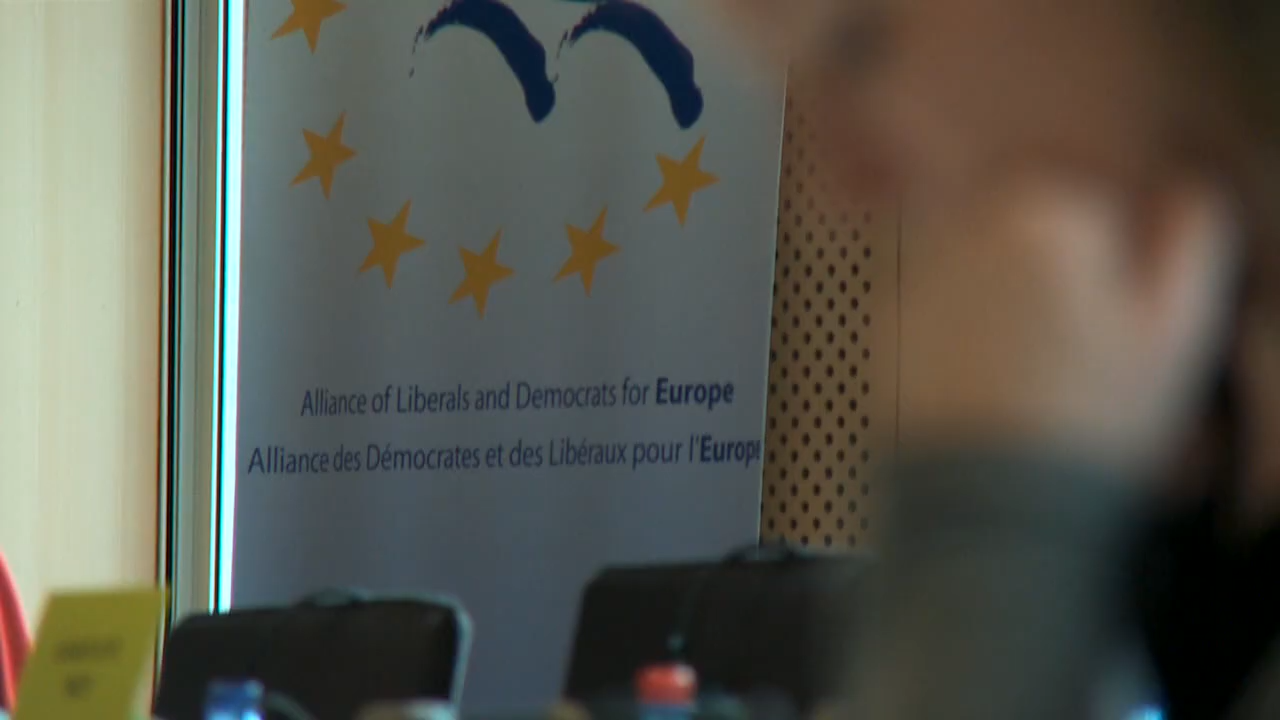 Alliance of Liberals and Democrats for Europe
Alliance des Démocrates et des Libéraux pour l'Europe